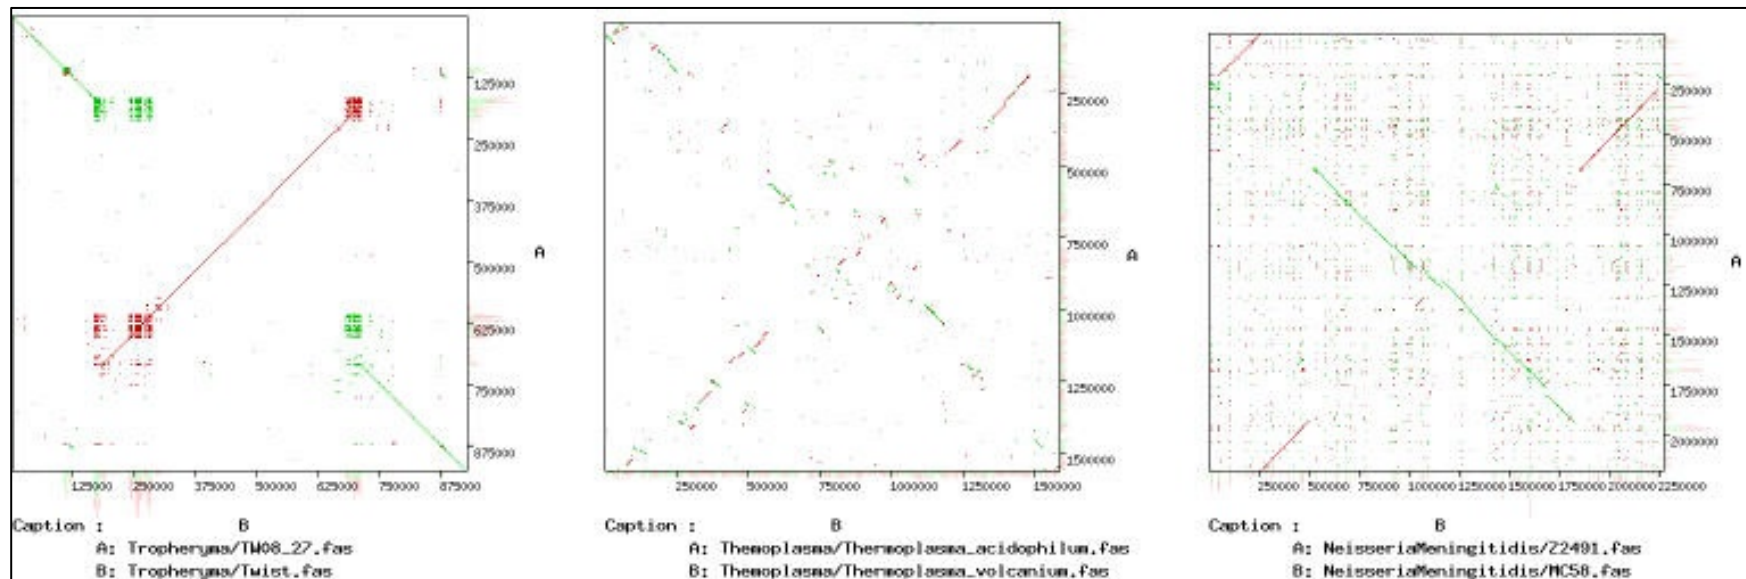 125000
250000
375000
500000
625000
750000
875000
A
125000 250000 375000 500000 625000 750000 875000
Caption : B
A: Tropheryma/TW08_27.fas
B: Tropheryma/Twist.fas
250000
500000
750000
1000000
1250000
1500000
A
250000 500000 750000 1000000 1250000 1500000
Caption : B
A: Themoplasma/Thermoplasma_acidophilum.fas
B: Themoplasma/Thermoplasma_volcanium.fas
250000
500000
750000
1000000
1250000
1500000
1750000
2000000
A
250000 500000 750000 1000000 1250000 1500000 1750000 2000000 2250000
Caption : B
A: NeisseriaMeningitidis/Z2491.fas
B: NeisseriaMeningitidis/MC58.fas